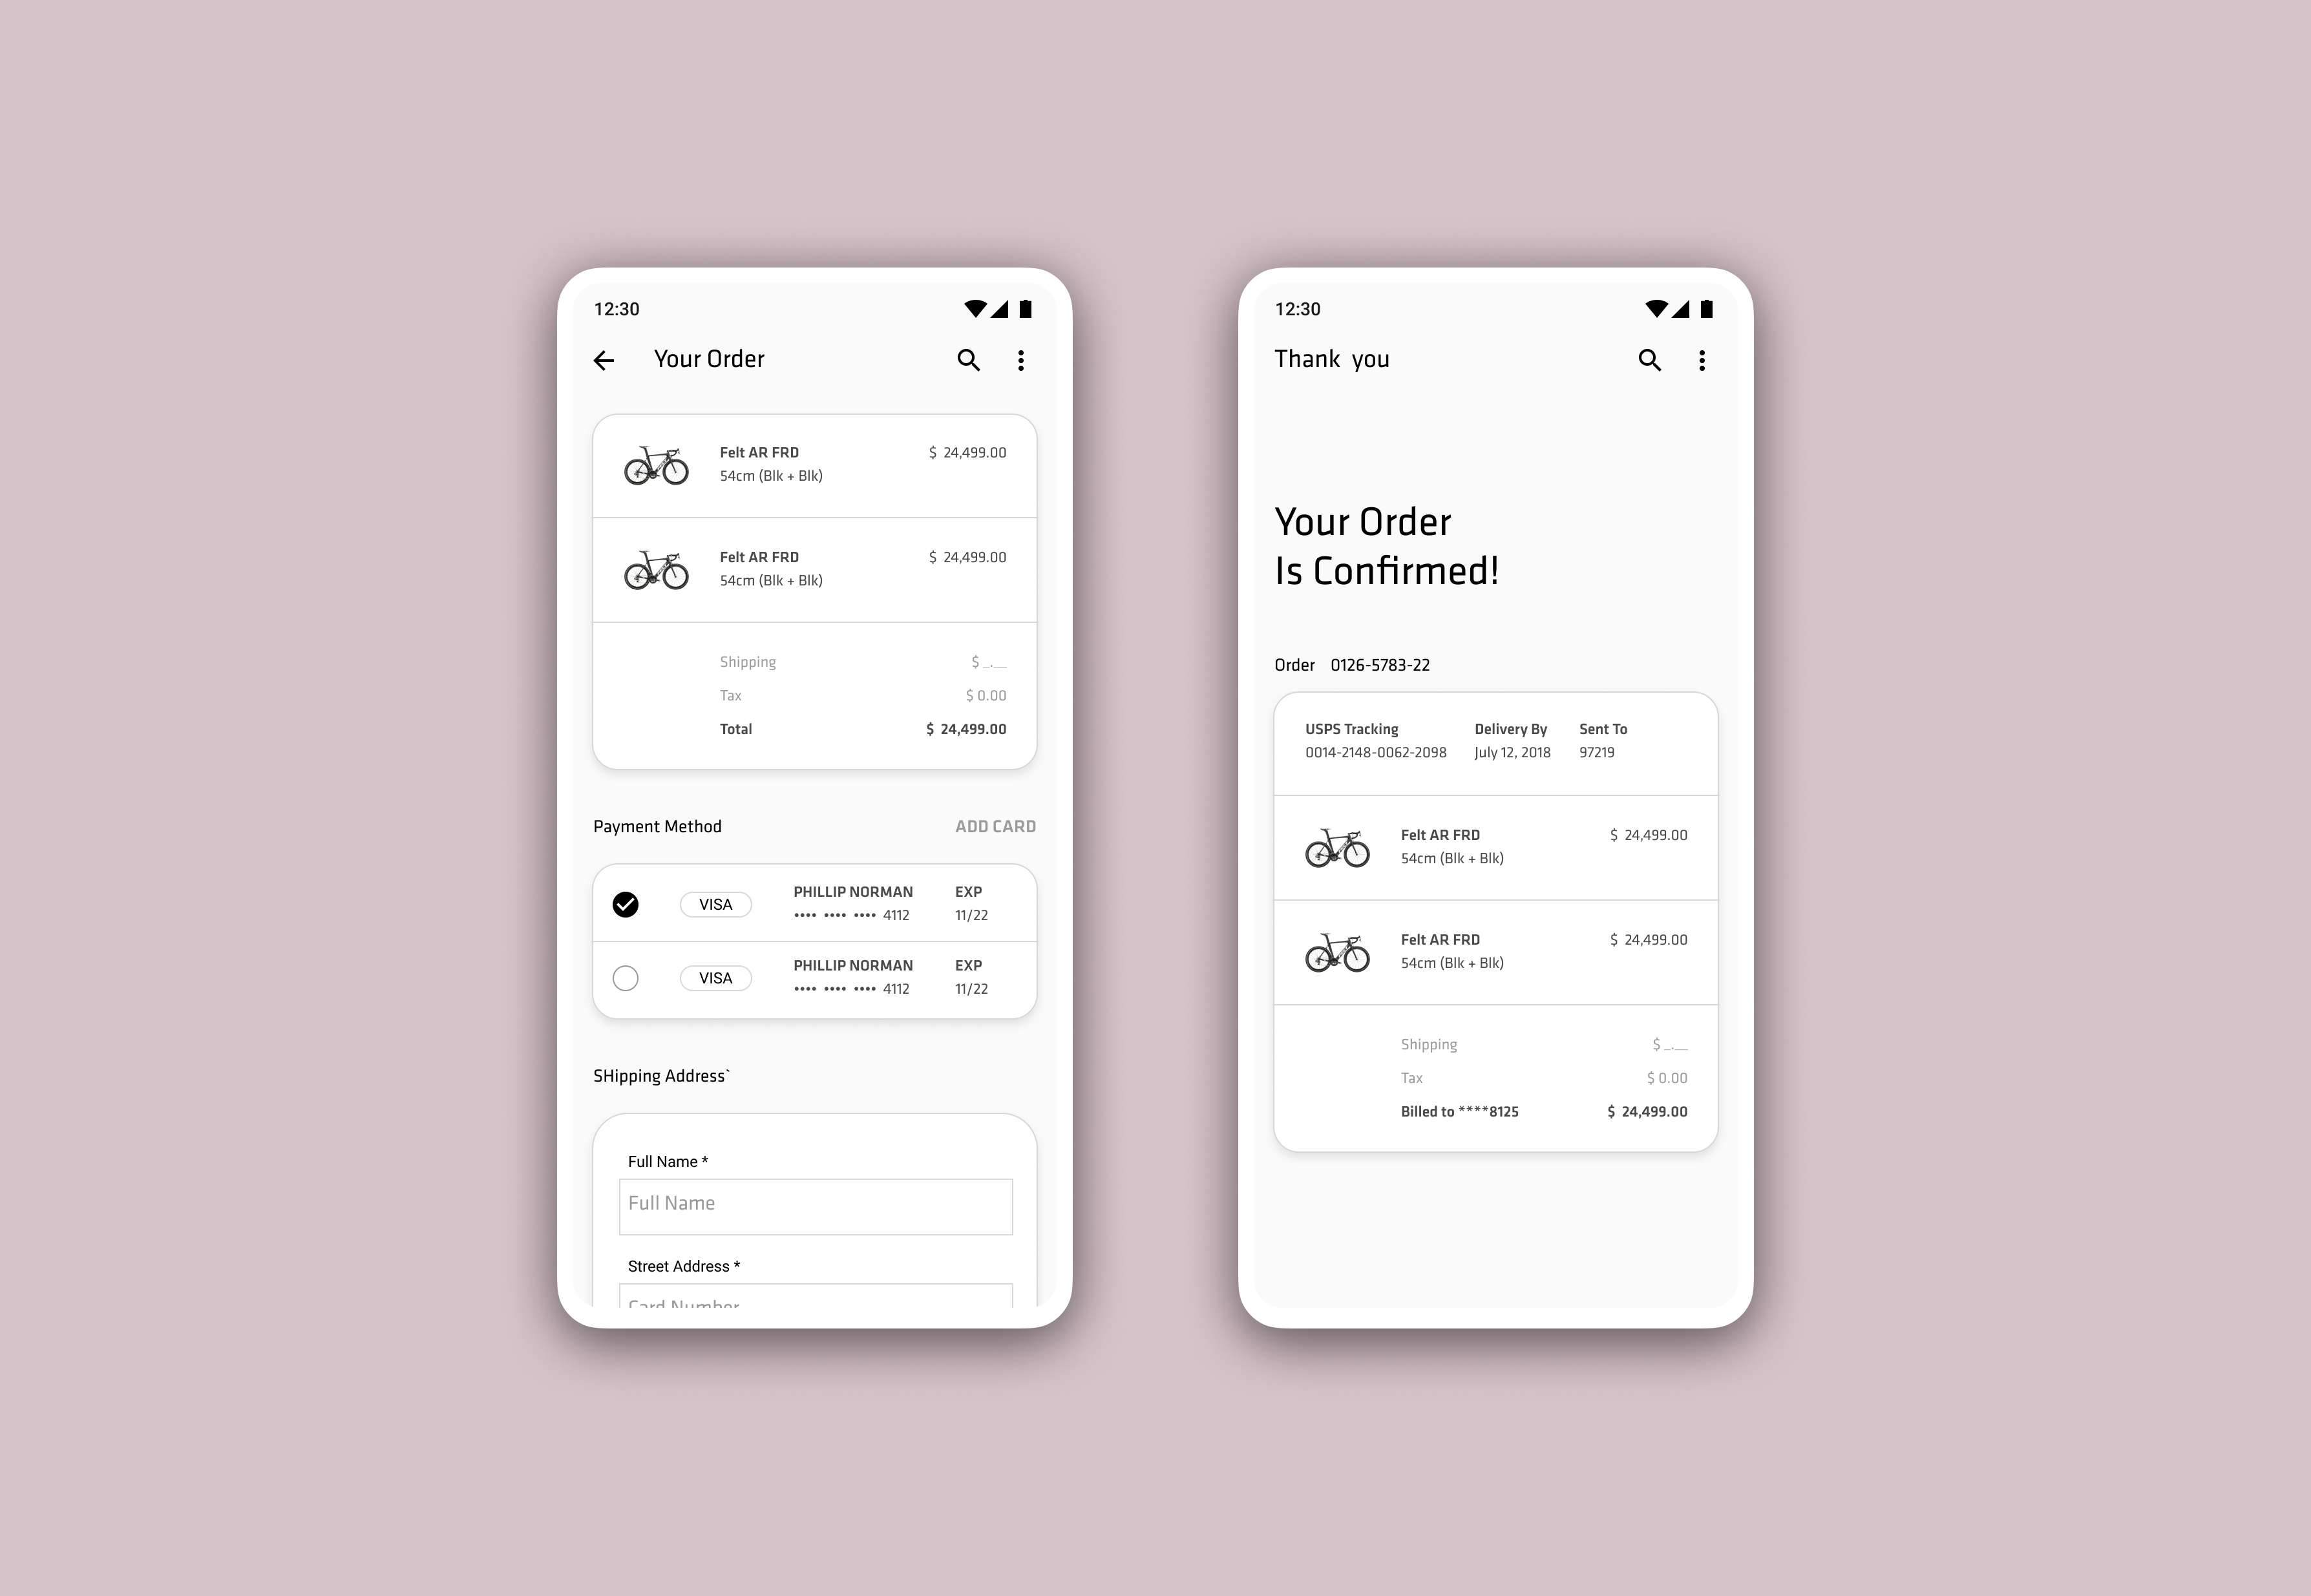 12:30
Your Order
Felt AR FRD $ 24,499.00
54cm (Blk + Blk)
Felt AR FRD $ 24,499.00
54cm (Blk + Blk)
Shipping $ _.__
Tax $ 0.00
Total $ 24,499.00
Payment Method ADD CARD
VISA PHILLIP NORMAN EXP
•••• •••• •••• 4112 11/22
VISA PHILLIP NORMAN EXP
•••• •••• •••• 4112 11/22
SHipping Address`
Full Name *
Full Name
Street Address *
Card Number
12:30
Thank you
Your Order
Is Confirmed!
Order 0126-5783-22
USPS Tracking Delivery By Sent To
0014-2148-0062-2098 July 12, 2018 97219
Felt AR FRD $ 24,499.00
54cm (Blk + Blk)
Felt AR FRD $ 24,499.00
54cm (Blk + Blk)
Shipping $ _.__
Tax $ 0.00
Billed to ****8125 $ 24,499.00